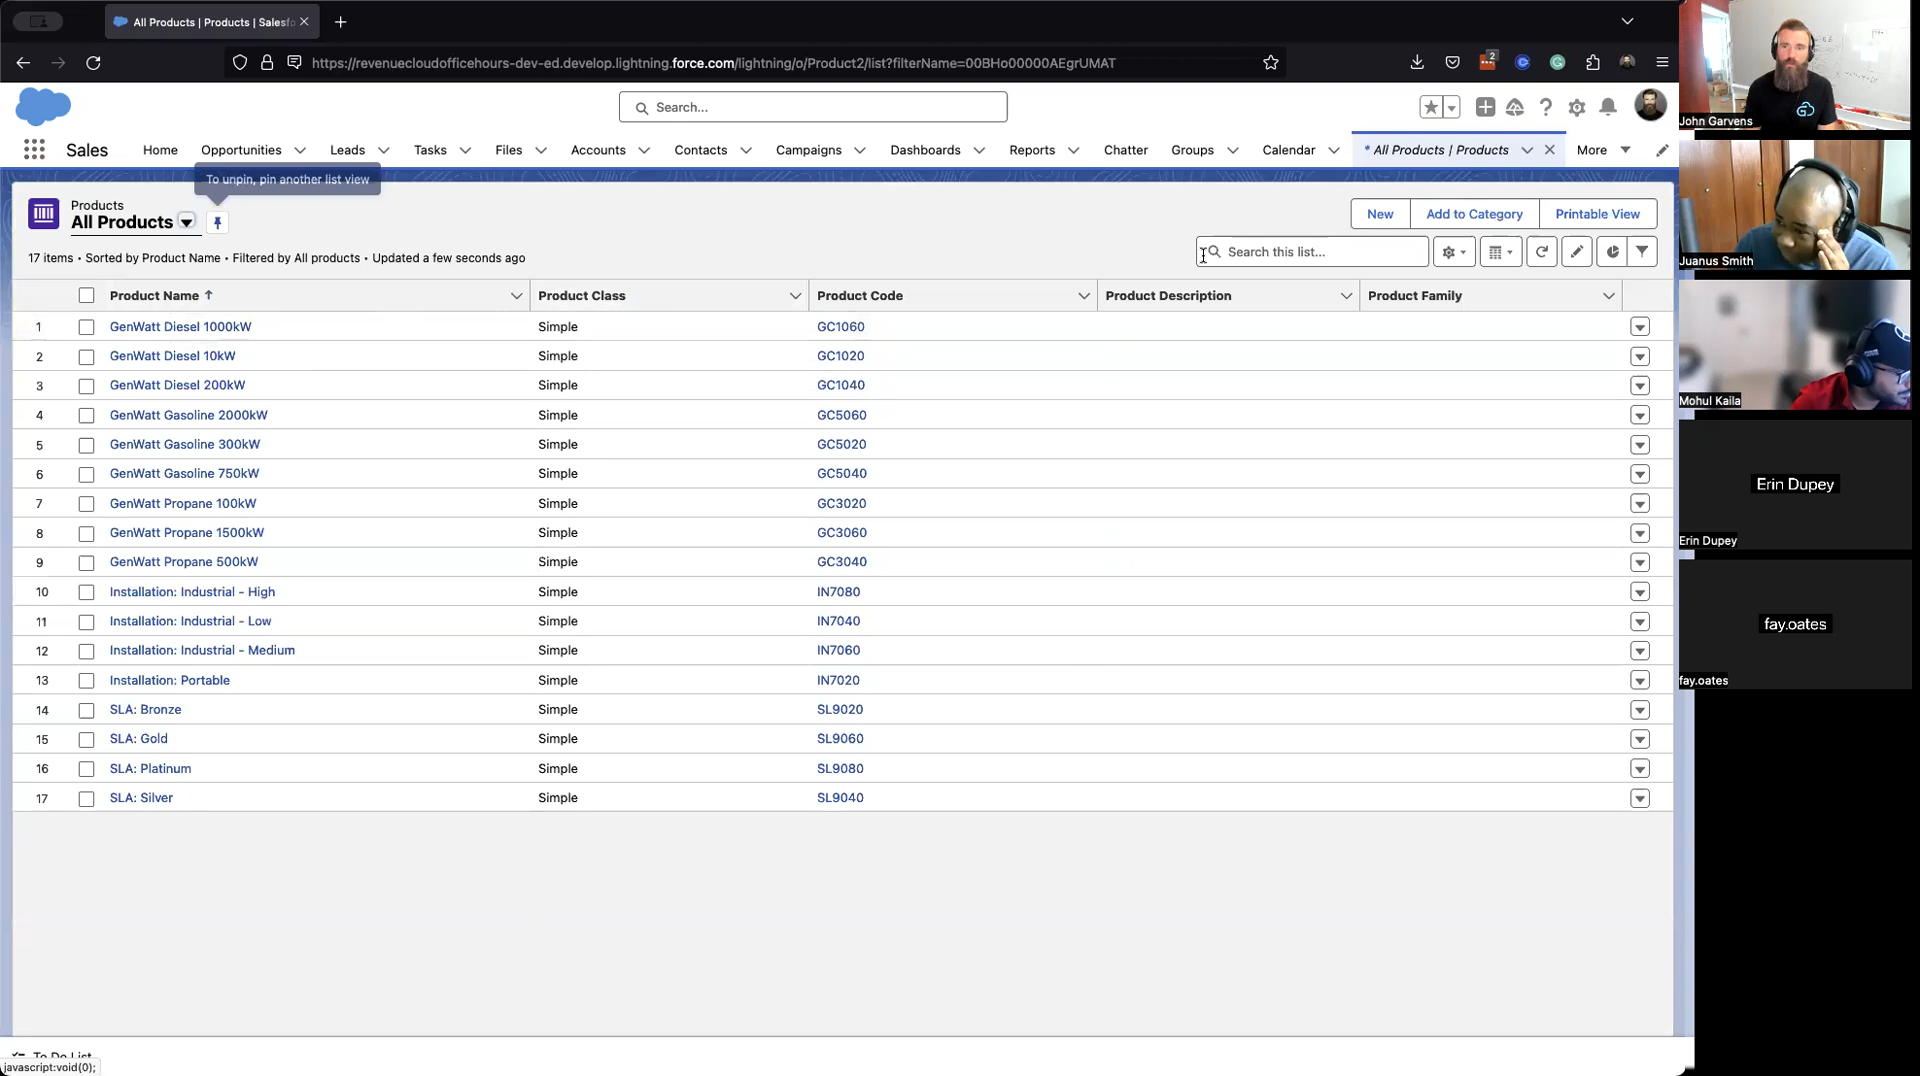 All Products | Products | Salesfo
https://revenuecloudofficehours-dev-ed.develop.lightning.force.com/lightning/o/Product2/list?filterName=00BHo00000AEgrUMAT
2
Search...
Sales
Home
Opportunities
Leads
Tasks
Files
Accounts
Contacts
Campaigns
Dashboards
Reports
Chatter
Groups
Calendar
* All Products | Products
More
To unpin, pin another list view
Products
All Products
New
Add to Category
Printable View
17 items • Sorted by Product Name • Filtered by All products • Updated a few seconds ago
Search this list...
Product Name ↑ Product Class Product Code Product Description Product Family
1 GenWatt Diesel 1000kW Simple GC1060
2 GenWatt Diesel 10kW Simple GC1020
3 GenWatt Diesel 200kW Simple GC1040
4 GenWatt Gasoline 2000kW Simple GC5060
5 GenWatt Gasoline 300kW Simple GC5020
6 GenWatt Gasoline 750kW Simple GC5040
7 GenWatt Propane 100kW Simple GC3020
8 GenWatt Propane 1500kW Simple GC3060
9 GenWatt Propane 500kW Simple GC3040
10 Installation: Industrial - High Simple IN7080
11 Installation: Industrial - Low Simple IN7040
12 Installation: Industrial - Medium Simple IN7060
13 Installation: Portable Simple IN7020
14 SLA: Bronze Simple SL9020
15 SLA: Gold Simple SL9060
16 SLA: Platinum Simple SL9080
17 SLA: Silver Simple SL9040
To Do List
javascript:void(0);
John Garvens
Juanus Smith
Mohul Kaila
Erin Dupey
Erin Dupey
fay.oates
fay.oates